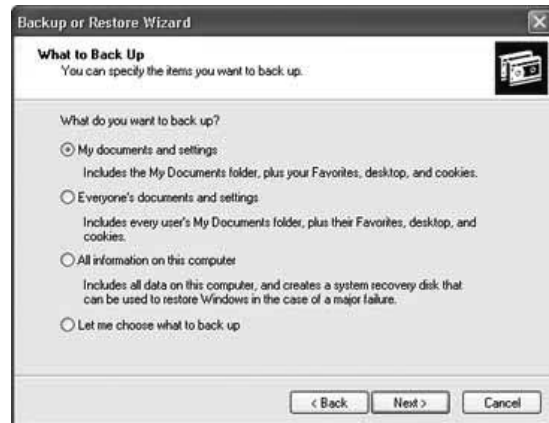 Backup or Restore Wizard
What to Back Up
You can specify the items you want to back up.
What do you want to back up?
My documents and settings
Includes the My Documents folder, plus your Favorites, desktop, and cookies.
Everyone's documents and settings
Includes every user's My Documents folder, plus their Favorites, desktop, and
cookies.
All information on this computer
Includes all data on this computer, and creates a system recovery disk that
can be used to restore Windows in the case of a major failure.
Let me choose what to back up
< Back Next > Cancel